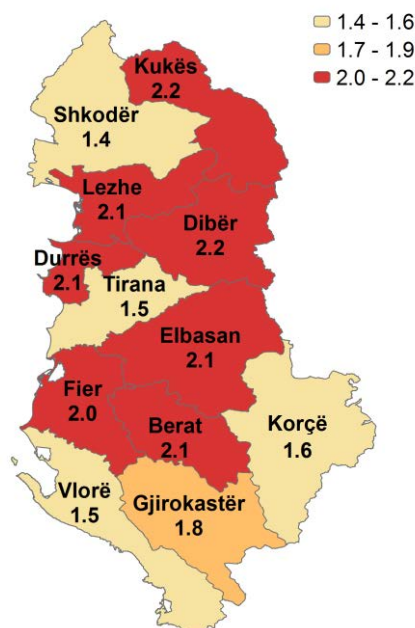 1.4 - 1.6
1.7 - 1.9
2.0 - 2.2
Kukës
2.2
Shkodër
1.4
Lezhe
2.1
Dibër
2.2
Durrës
2.1
Tirana
1.5
Elbasan
2.1
Fier
2.0
Berat
2.1
Korçë
1.6
Vlorë
1.5
Gjirokastër
1.8